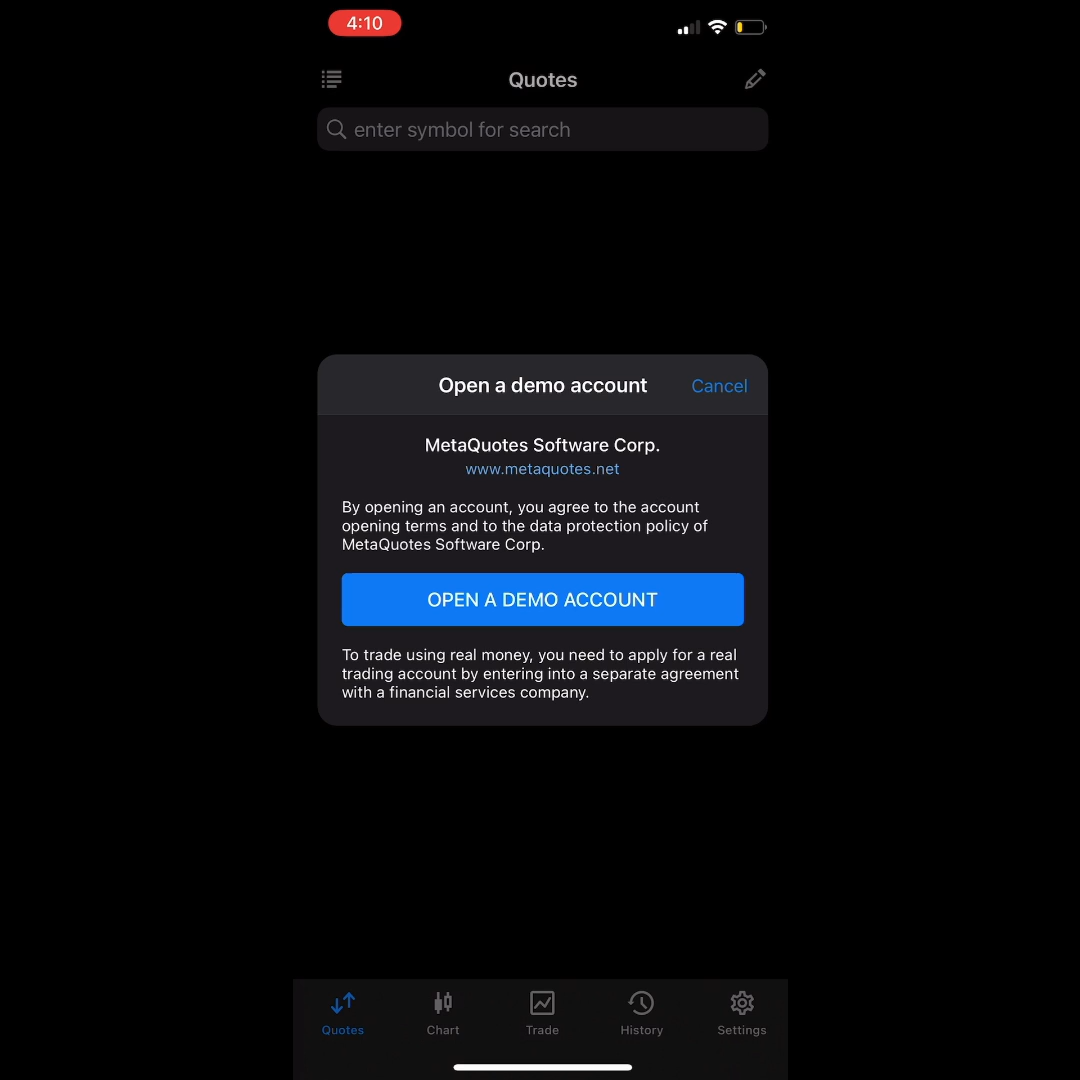 4:10
Quotes
enter symbol for search
Open a demo account
Cancel
MetaQuotes Software Corp.
www.metaquotes.net
By opening an account, you agree to the account
opening terms and to the data protection policy of
MetaQuotes Software Corp.
OPEN A DEMO ACCOUNT
To trade using real money, you need to apply for a real
trading account by entering into a separate agreement
with a financial services company.
Quotes
Chart
Trade
History
Settings